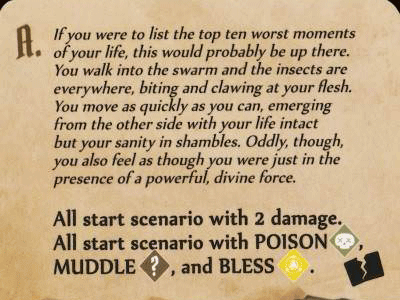 A. If you were to list the top ten worst moments
of your life, this would probably be up there.
You walk into the swarm and the insects are
everywhere, biting and clawing at your flesh.
You move as quickly as you can, emerging
from the other side with your life intact
but your sanity in shambles. Oddly, though,
you also feel as though you were just in the
presence of a powerful, divine force.
All start scenario with 2 damage.
All start scenario with POISON ,
MUDDLE ?, and BLESS .